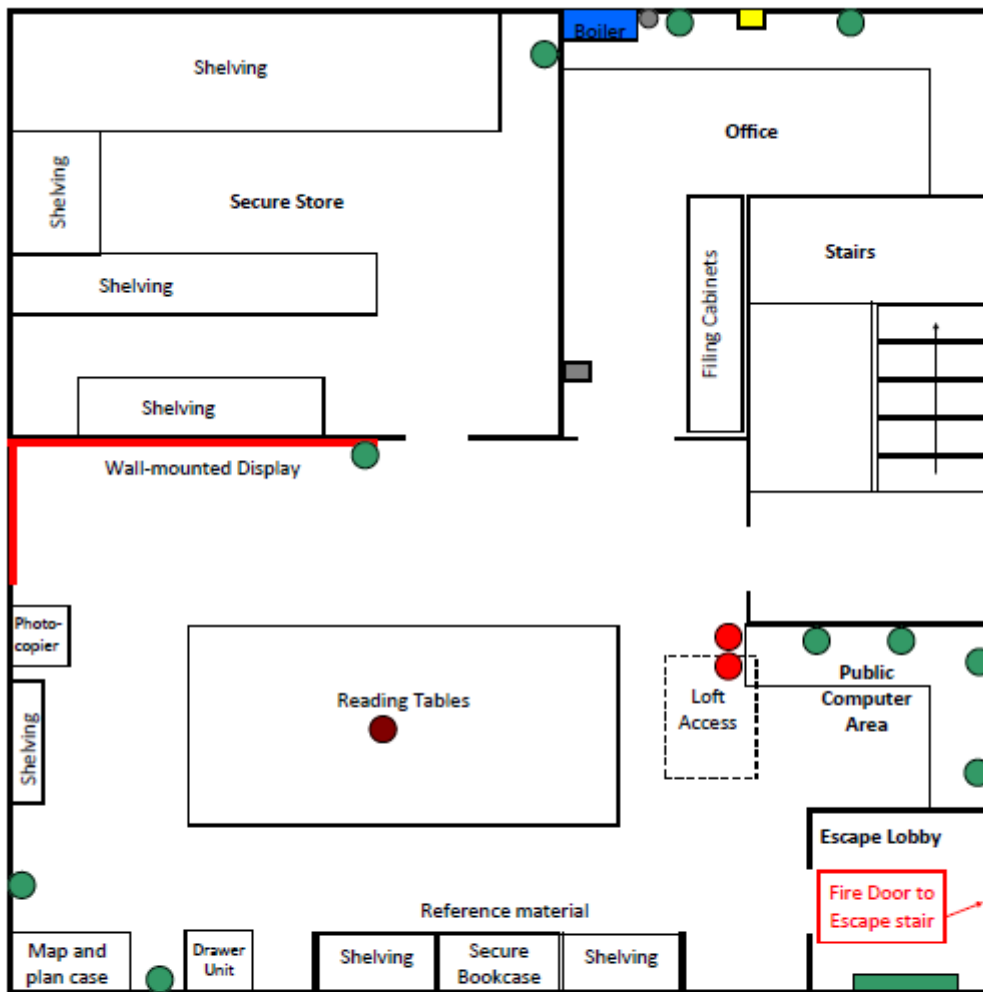 Boiler
Shelving
Office
Shelving
Secure Store
Stairs
Shelving
Filing Cabinets
Shelving
Wall-mounted Display
Photo-
copier
Public
Computer
Area
Reading Tables
Loft
Access
Shelving
Escape Lobby
Fire Door to
Escape stair
Reference material
Map and
plan case
Drawer
Unit
Shelving
Secure
Bookcase
Shelving